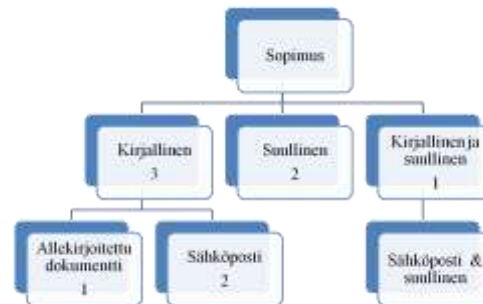 Sopimus
Kirjallinen
3
Suullinen
2
Kirjallinen ja
suullinen
1
Allekirjoitettu
dokumentti
1
Sähköposti
2
Sähköposti &
suullinen